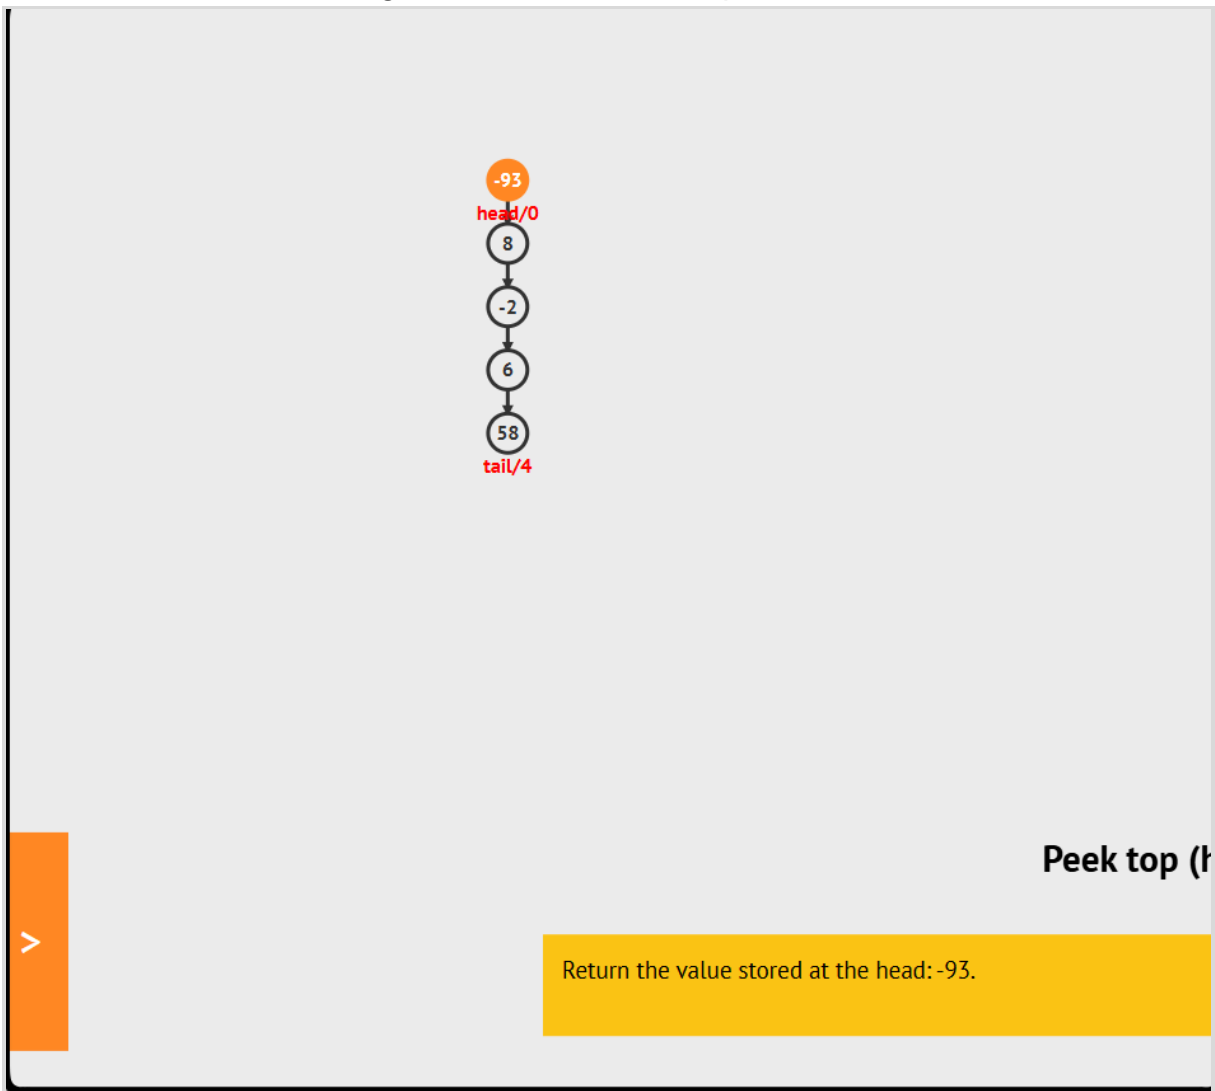 -93
head/0
8
-2
6
58
tail/4
Peek top (
>
Return the value stored at the head: -93.